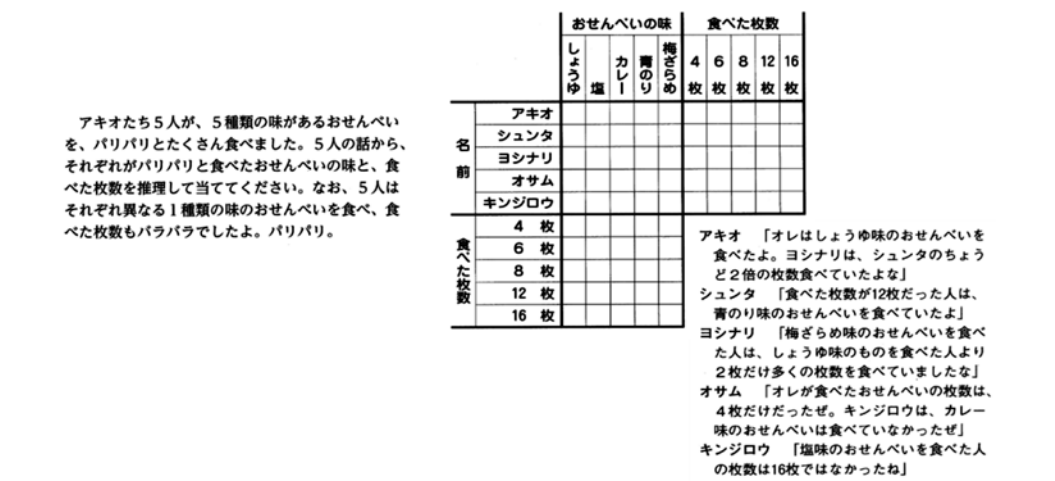 アキオたち５人が、５種類の味があるおせんべい
を、パリパリとたくさん食べました。５人の話から、
それぞれがパリパリと食べたおせんべいの味と、食
べた枚数を推理して当ててください。なお、５人は
それぞれ異なる１種類の味のおせんべいを食べ、食
べた枚数もバラバラでしたよ。パリパリ。
おせんべいの味
食べた枚数
しょうゆ
塩
カレー
青のり
梅ざらめ
4枚
6枚
8枚
12枚
16枚
名前
アキオ
シュンタ
ヨシナリ
オサム
キンジロウ
食べた枚数
4　枚
6　枚
8　枚
12　枚
16　枚
アキオ　「オレはしょうゆ味のおせんべいを
食べたよ。ヨシナリは、シュンタのちょう
ど２倍の枚数食べていたよな」
シュンタ　「食べた枚数が12枚だった人は、
青のり味のおせんべいを食べていたよ」
ヨシナリ　「梅ざらめ味のおせんべいを食べ
た人は、しょうゆ味のものを食べた人より
２枚だけ多くの枚数を食べていましたな」
オサム　「オレが食べたおせんべいの枚数は、
４枚だけだったぜ。キンジロウは、カレー
味のおせんべいは食べていなかったぜ」
キンジロウ　「塩味のおせんべいを食べた人
の枚数は16枚ではなかったね」